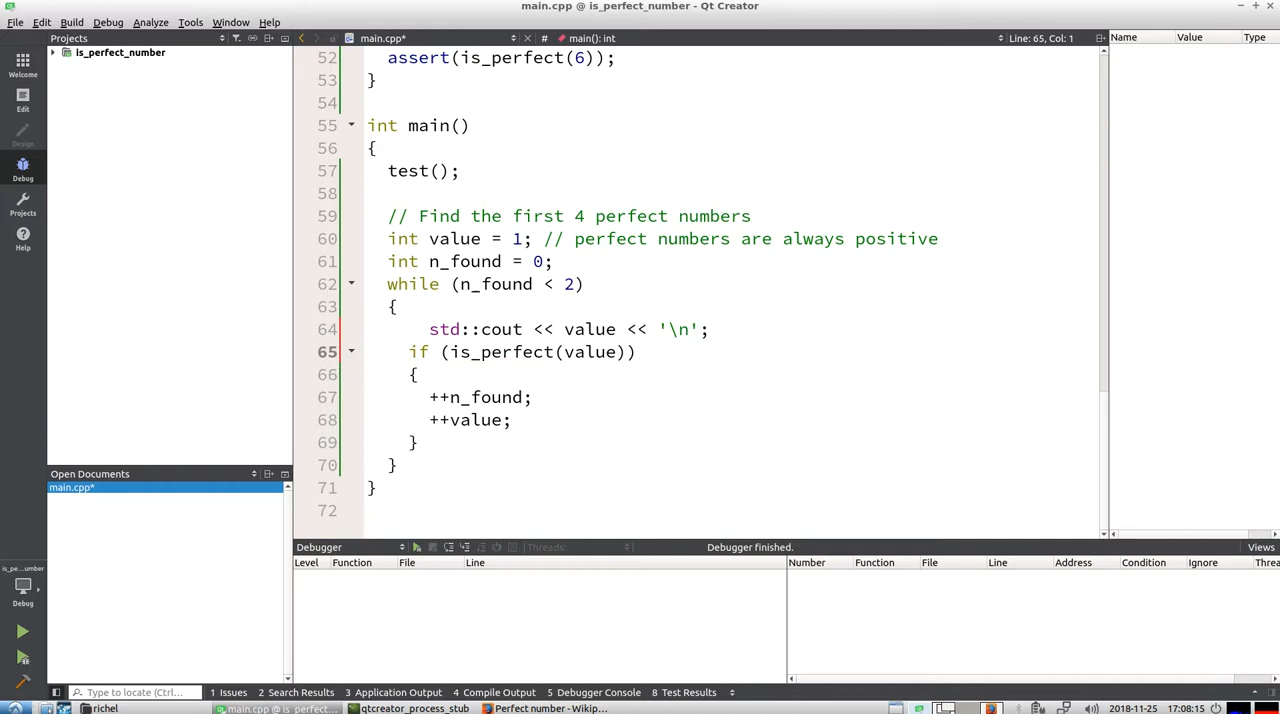 main.cpp @ is_perfect_number - Qt Creator
File Edit Build Debug Analyze Tools Window Help
Projects
main.cpp*
#
main(): int
Line: 65, Col: 1
Name Value Type
is_perfect_number
Welcome
Edit
Design
Debug
Projects
Help
52 assert(is_perfect(6));
53 }
54
55 int main()
56 {
57 test();
58
59 // Find the first 4 perfect numbers
60 int value = 1; // perfect numbers are always positive
61 int n_found = 0;
62 while (n_found < 2)
63 {
64 std::cout << value << '\n';
65 if (is_perfect(value))
66 {
67 ++n_found;
68 ++value;
69 }
70 }
71 }
72
Open Documents
main.cpp*
Debugger
Threads:
Debugger finished.
Views
Level Function File Line
Number Function File Line Address Condition Ignore Threa
is_pe...umber
Debug
Type to locate (Ctrl...
1 Issues 2 Search Results 3 Application Output 4 Compile Output 5 Debugger Console 8 Test Results
richel
main.cpp @ is_perfect...
qtcreator_process_stub
Perfect number - Wikip...
2018-11-25 17:08:15